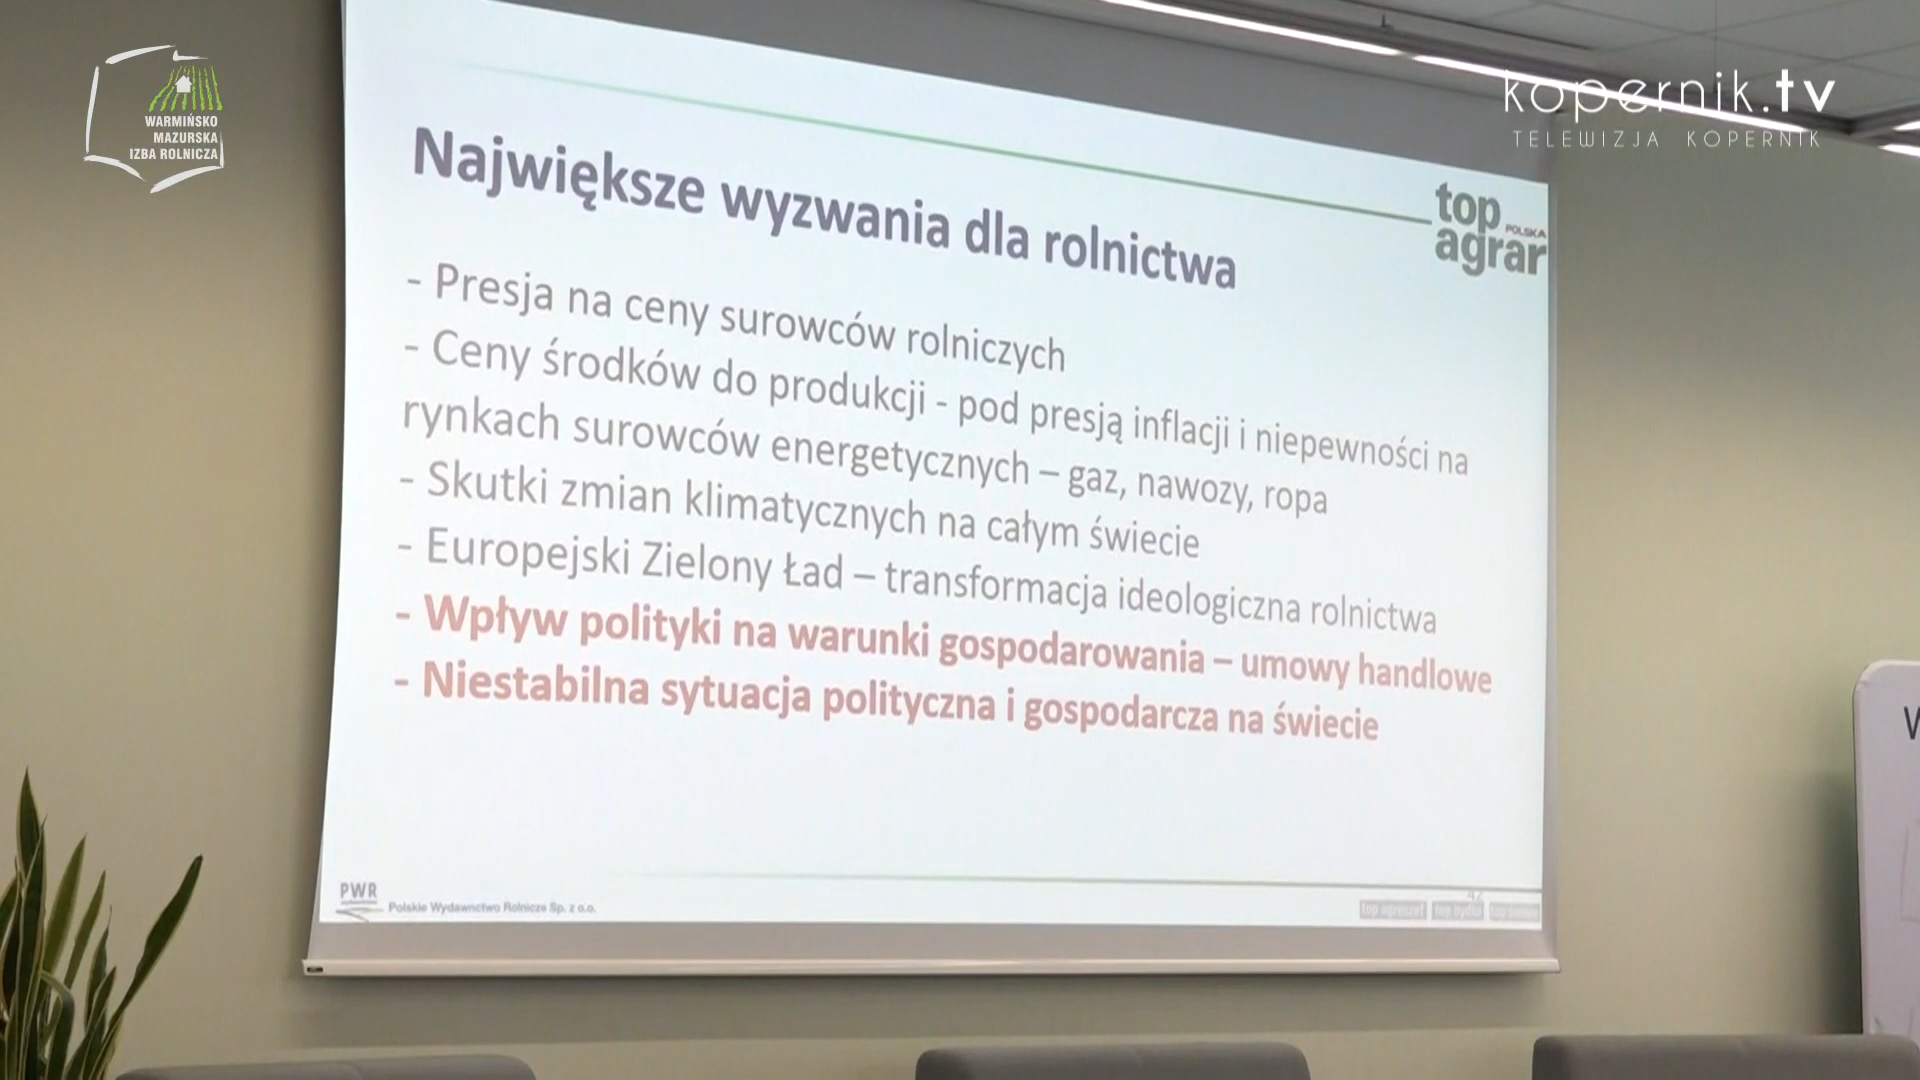 WARMIŃSKO
MAZURSKA
IZBA ROLNICZA
kopernik.tv
TELEWIZJA KOPERNIK
top
agrar
POLSKA
Największe wyzwania dla rolnictwa
- Presja na ceny surowców rolniczych
- Ceny środków do produkcji - pod presją inflacji i niepewności na
rynkach surowców energetycznych – gaz, nawozy, ropa
- Skutki zmian klimatycznych na całym świecie
- Europejski Zielony Ład – transformacja ideologiczna rolnictwa
- Wpływ polityki na warunki gospodarowania – umowy handlowe
- Niestabilna sytuacja polityczna i gospodarcza na świecie
PWR
Polskie Wydawnictwo Rolnicze Sp. z o.o.
W